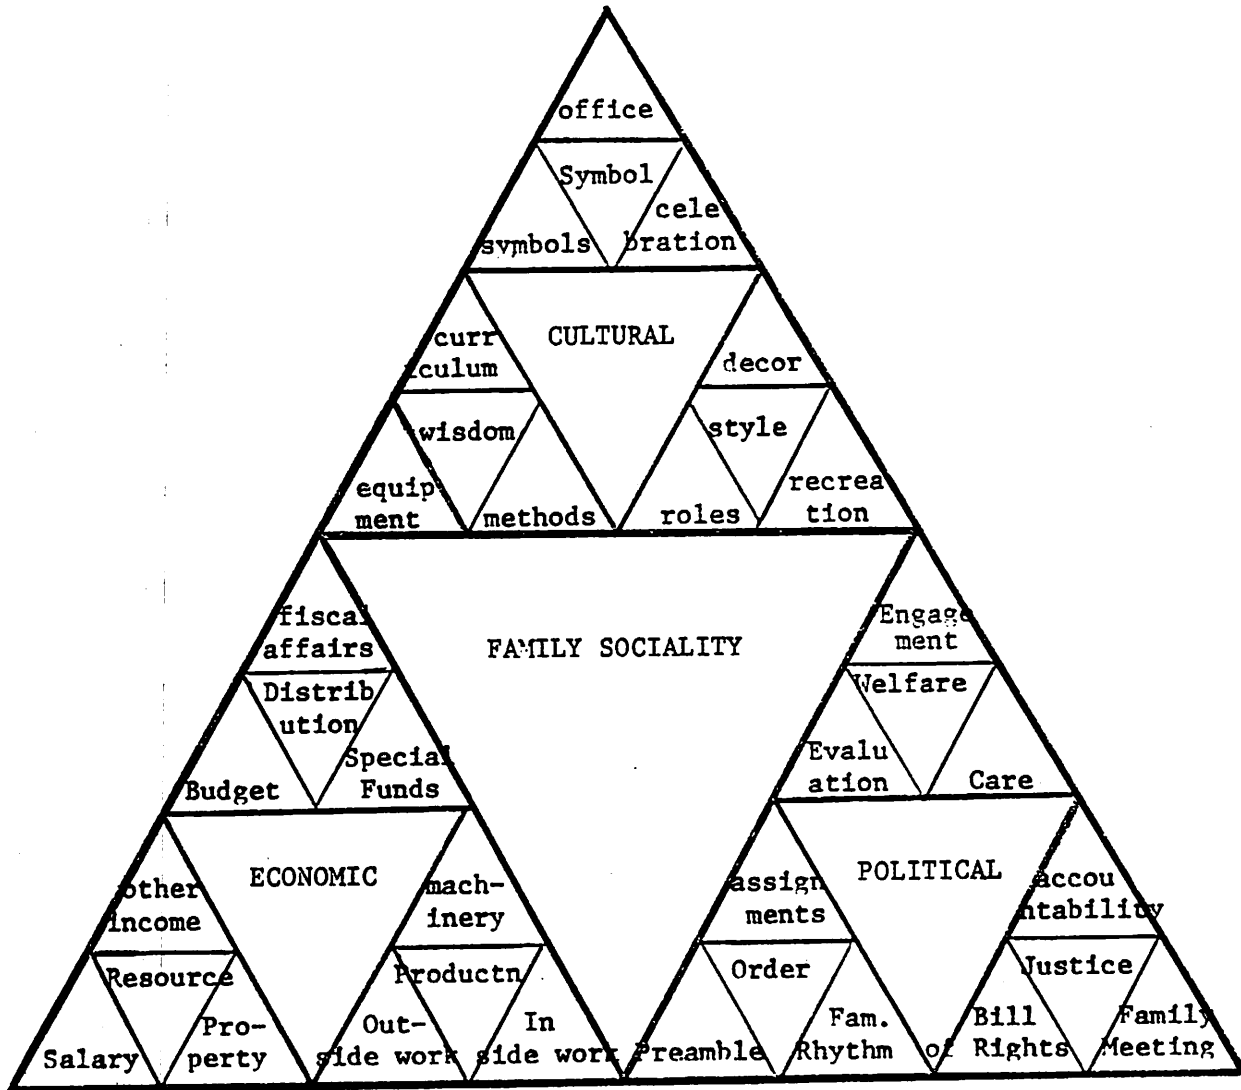 office
Symbol
cele
bration
symbols
CULTURAL
curr
iculum
decor
wisdom
style
equip
ment
methods
roles
recrea
tion
FAMILY SOCIALITY
fiscal
affairs
Engage
ment
Distrib
ution
Welfare
Budget
Special
Funds
Evalu
ation
Care
ECONOMIC
POLITICAL
other
income
mach-
inery
assign
ments
accou
ntability
Resource
Productn
Order
Justice
Salary
Pro-
perty
Out-
side work
In
side work
Preamble
Fam.
Rhythm
Bill
of Rights
Family
Meeting